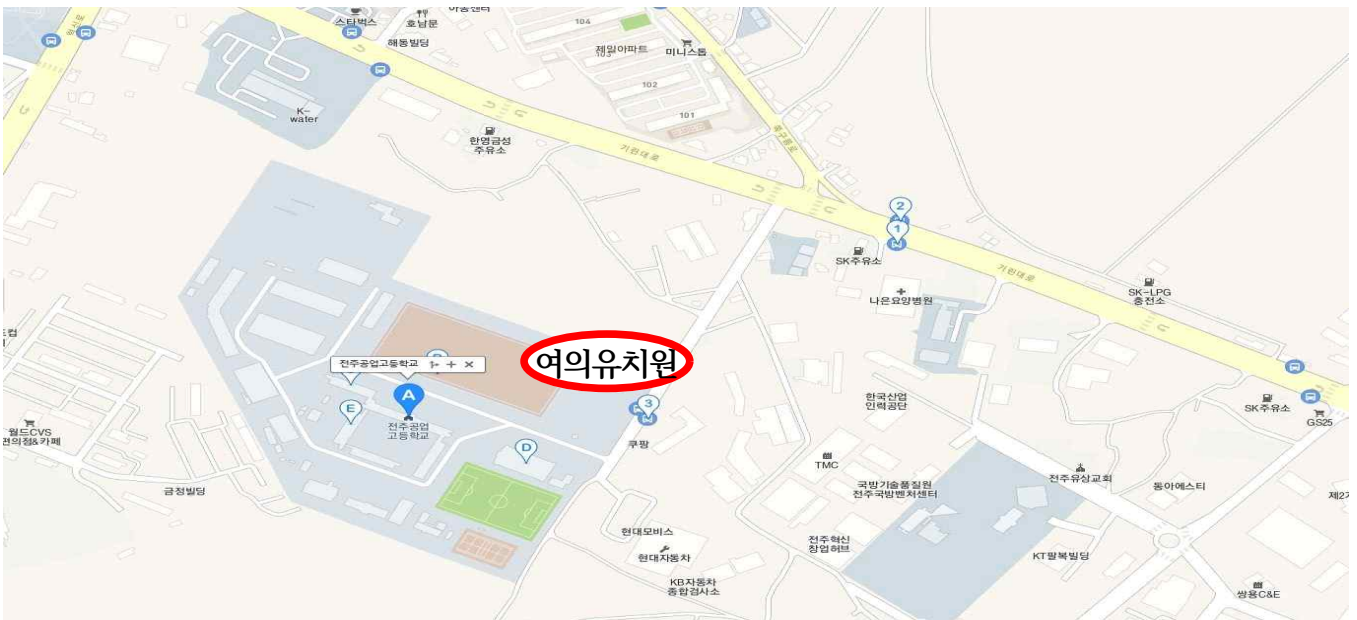 스타벅스
호남문
해동빌딩
104
제일아파트
103
미니스톱
102
101
K-
water
한영금성
주유소
기린대로
2
1
SK주유소
나은요양병원
기린대로
SK-LPG
충전소
전주공업고등학교
여의유치원
A
E
전주공업
고등학교
3
쿠팡
D
한국산업
인력공단
SK주유소
GS25
월드CVS
편의점&카페
금정빌딩
TMC
국방기술품질원
전주국방벤처센터
전주유상교회
동아에스티
현대모비스
현대자동차
전주혁신
창업허브
KT팔복빌딩
KB자동차
종합검사소
쌍용C&E